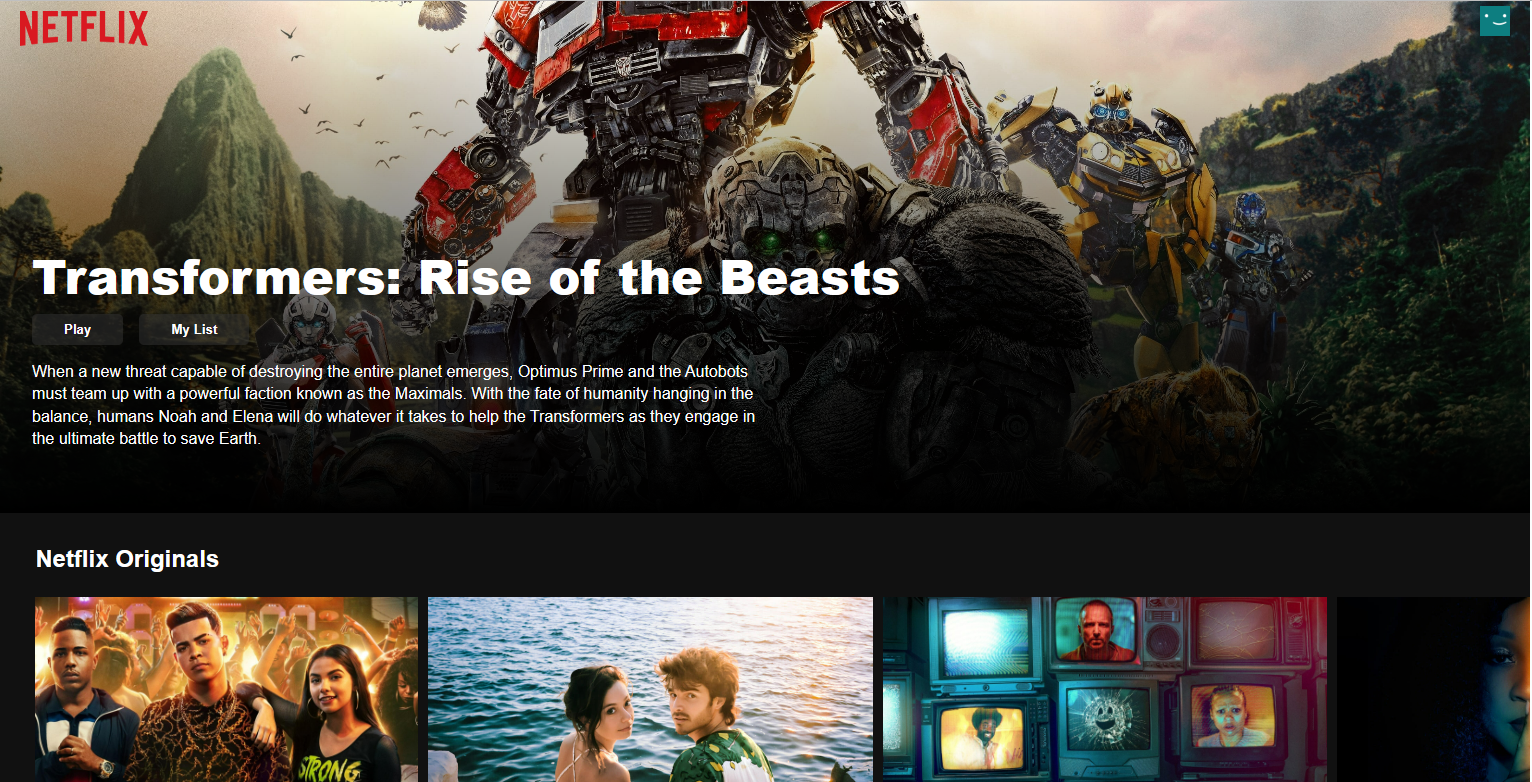 NETFLIX
Transformers: Rise of the Beasts
Play
My List
When a new threat capable of destroying the entire planet emerges, Optimus Prime and the Autobots
must team up with a powerful faction known as the Maximals. With the fate of humanity hanging in the
balance, humans Noah and Elena will do whatever it takes to help the Transformers as they engage in
the ultimate battle to save Earth.
Netflix Originals
STRONG